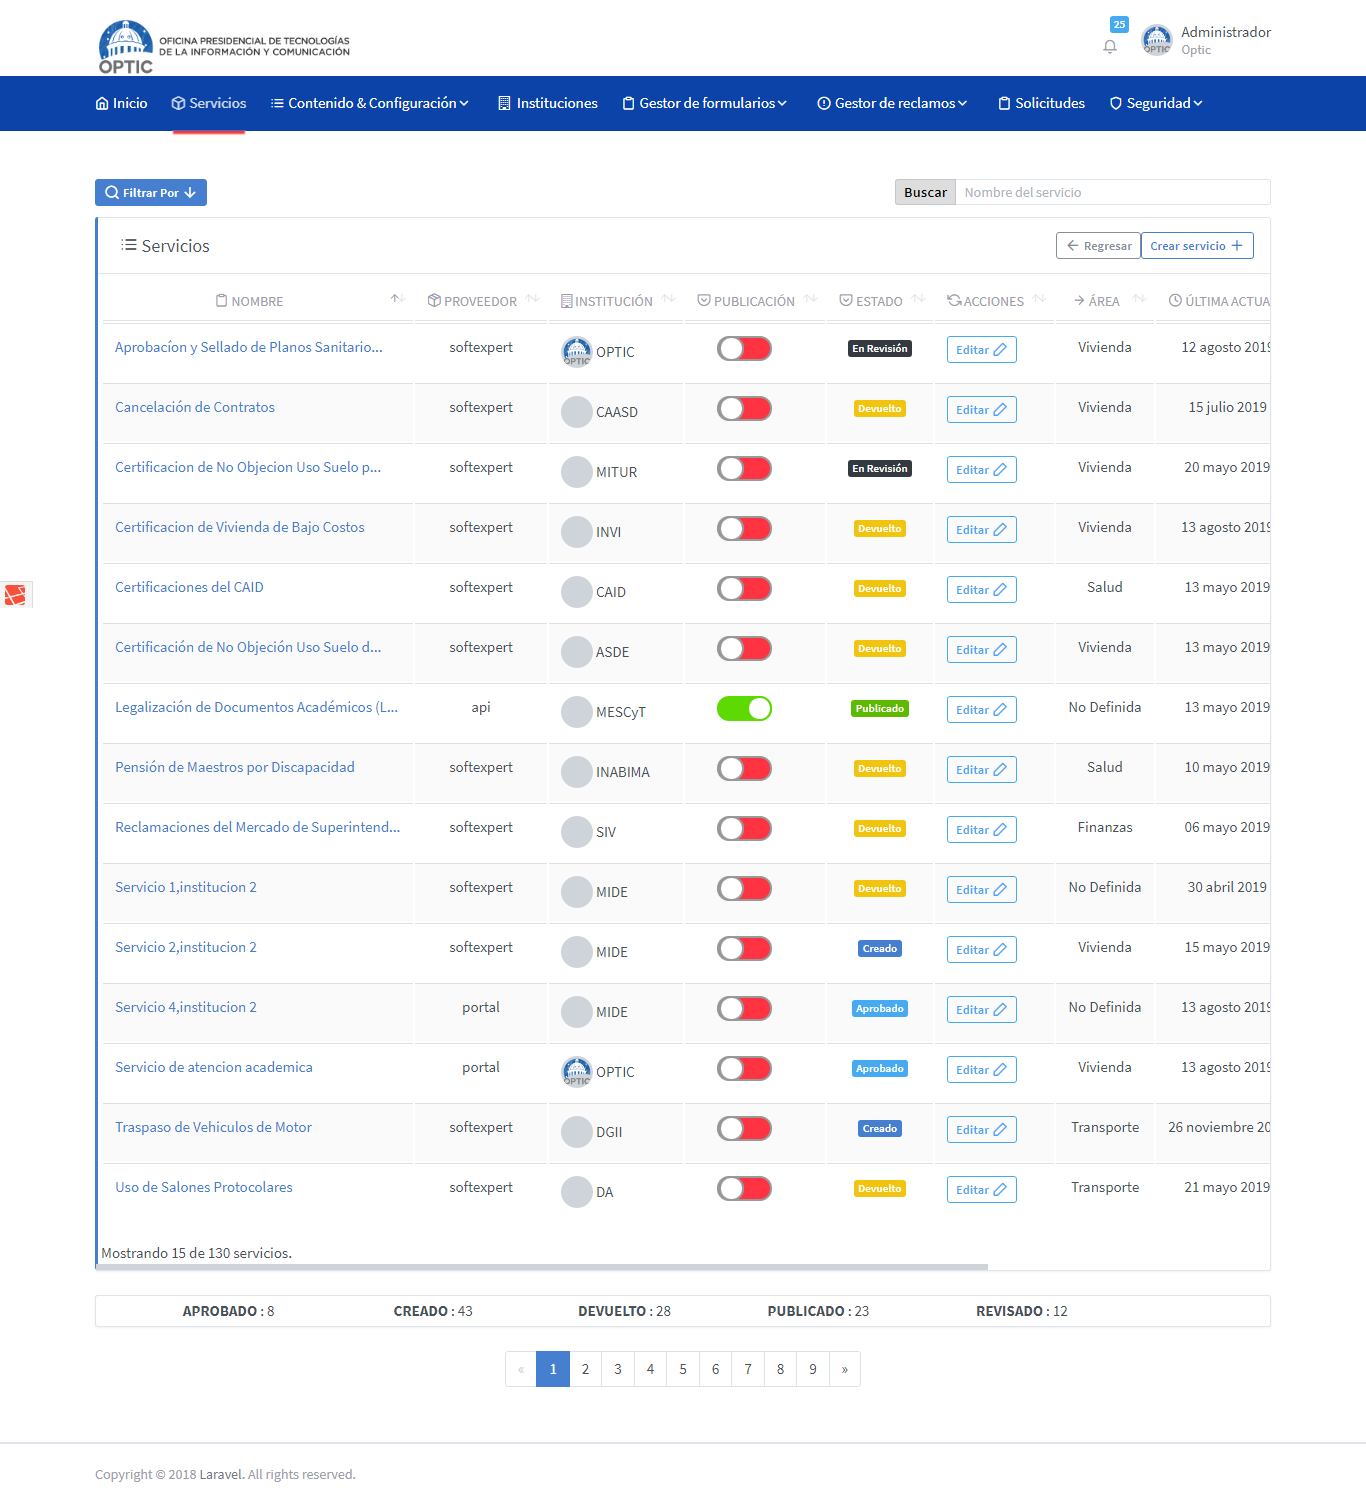 OPTIC
OFICINA PRESIDENCIAL DE TECNOLOGÍAS
DE LA INFORMACIÓN Y COMUNICACIÓN
25
OPTIC
Administrador
Optic
Inicio Servicios Contenido & Configuración Instituciones Gestor de formularios Gestor de reclamos Solicitudes Seguridad
Filtrar Por
Buscar Nombre del servicio
Servicios
Regresar Crear servicio
NOMBRE PROVEEDOR INSTITUCIÓN PUBLICACIÓN ESTADO ACCIONES ÁREA ÚLTIMA ACTUA
Aprobacíon y Sellado de Planos Sanitario... softexpert OPTIC OPTIC En Revisión Editar Vivienda 12 agosto 2019
Cancelación de Contratos softexpert CAASD Devuelto Editar Vivienda 15 julio 2019
Certificacion de No Objecion Uso Suelo p... softexpert MITUR En Revisión Editar Vivienda 20 mayo 2019
Certificacion de Vivienda de Bajo Costos softexpert INVI Devuelto Editar Vivienda 13 agosto 2019
Certificaciones del CAID softexpert CAID Devuelto Editar Salud 13 mayo 2019
Certificación de No Objeción Uso Suelo d... softexpert ASDE Devuelto Editar Vivienda 13 mayo 2019
Legalización de Documentos Académicos (L... api MESCyT Publicado Editar No Definida 13 mayo 2019
Pensión de Maestros por Discapacidad softexpert INABIMA Devuelto Editar Salud 10 mayo 2019
Reclamaciones del Mercado de Superintend... softexpert SIV Devuelto Editar Finanzas 06 mayo 2019
Servicio 1,institucion 2 softexpert MIDE Devuelto Editar No Definida 30 abril 2019
Servicio 2,institucion 2 softexpert MIDE Creado Editar Vivienda 15 mayo 2019
Servicio 4,institucion 2 portal MIDE Aprobado Editar No Definida 13 agosto 2019
Servicio de atencion academica portal OPTIC OPTIC Aprobado Editar Vivienda 13 agosto 2019
Traspaso de Vehiculos de Motor softexpert DGII Creado Editar Transporte 26 noviembre 20
Uso de Salones Protocolares softexpert DA Devuelto Editar Transporte 21 mayo 2019
Mostrando 15 de 130 servicios.
APROBADO : 8 CREADO : 43 DEVUELTO : 28 PUBLICADO : 23 REVISADO : 12
« 1 2 3 4 5 6 7 8 9 »
Copyright © 2018 Laravel. All rights reserved.